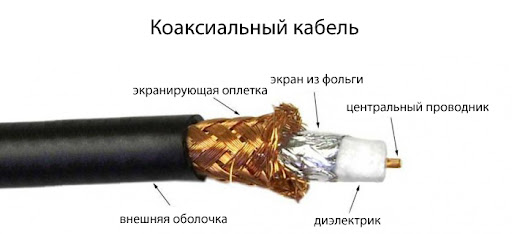 Коаксиальный кабель
экран из фольги
экранирующая оплетка
центральный проводник
внешняя оболочка
диэлектрик